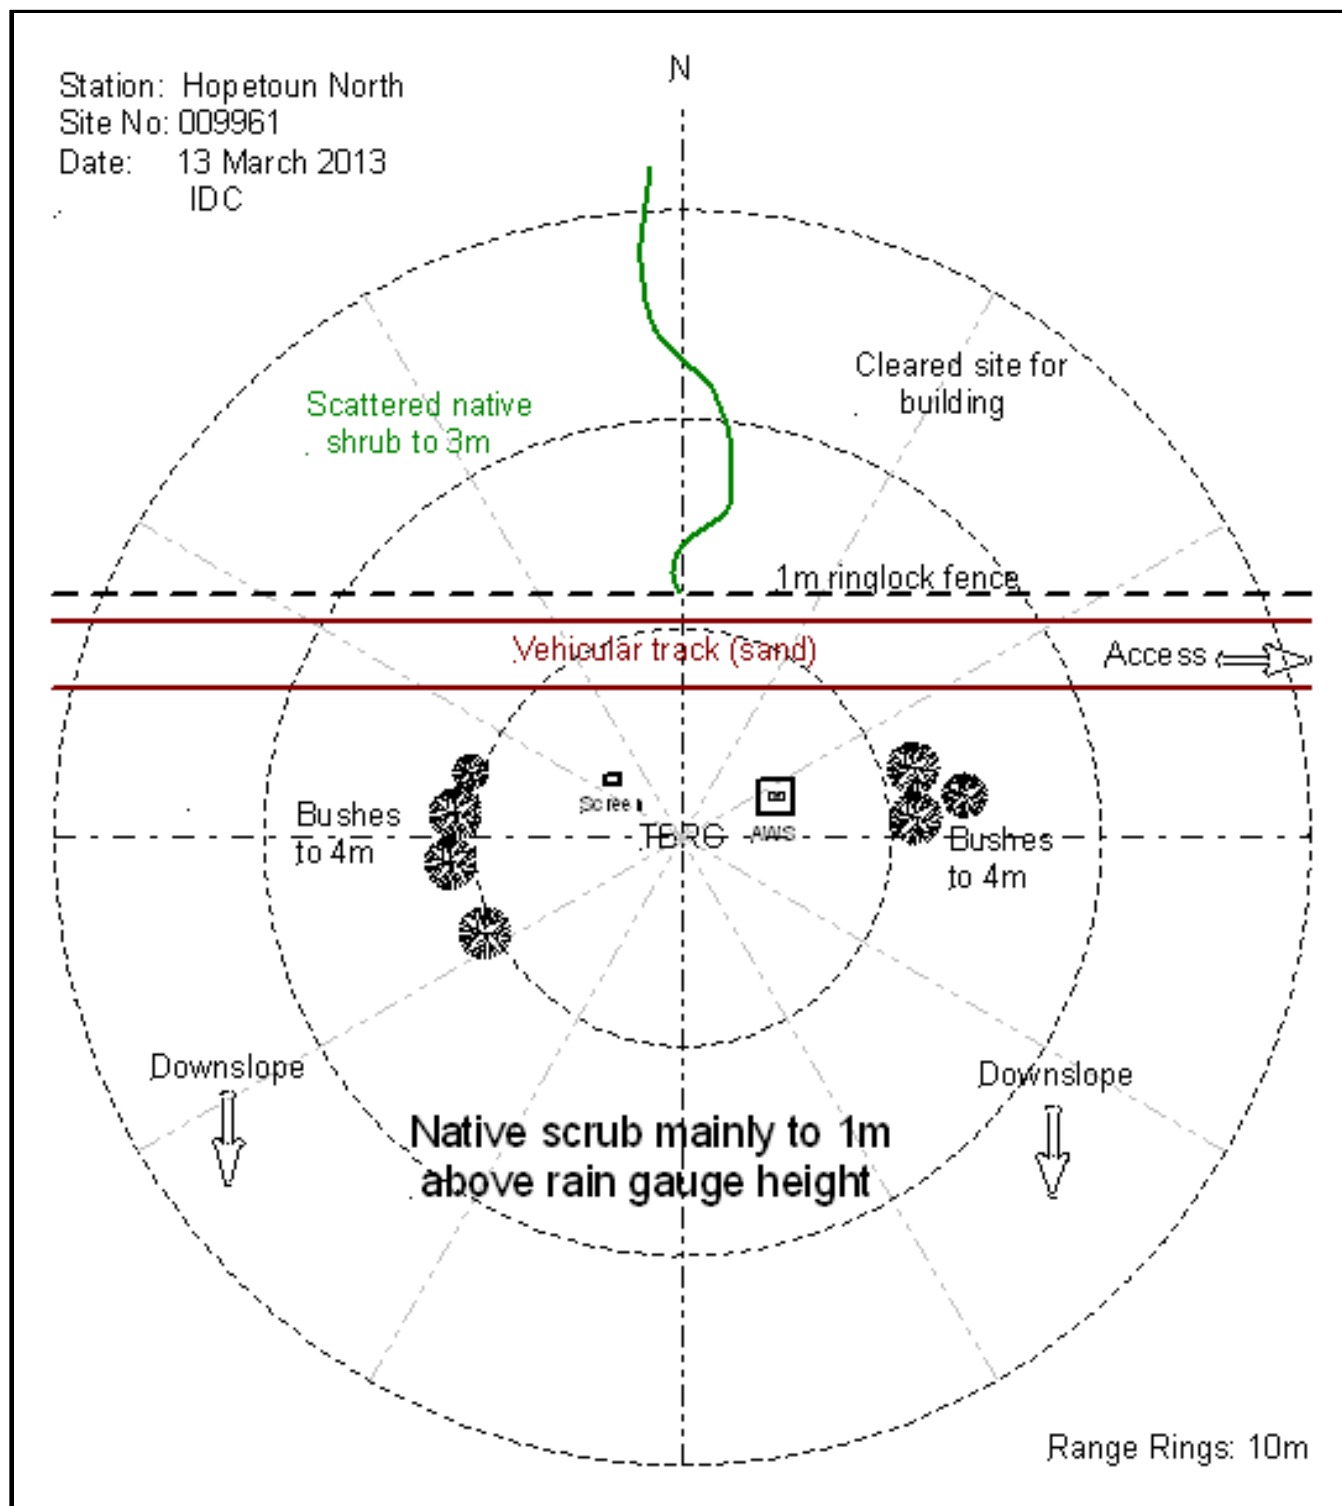 N
Station: Hopetoun North
Site No: 009961
Date: 13 March 2013
IDC
Cleared site for
building
Scattered native
shrub to 3m
1m ringlock fence
Vehicular track (sand)
Access
Screen
Bushes
to 4m
TBRG
AWS
Bushes
to 4m
Downslope
Downslope
Native scrub mainly to 1m
above rain gauge height
Range Rings: 10m